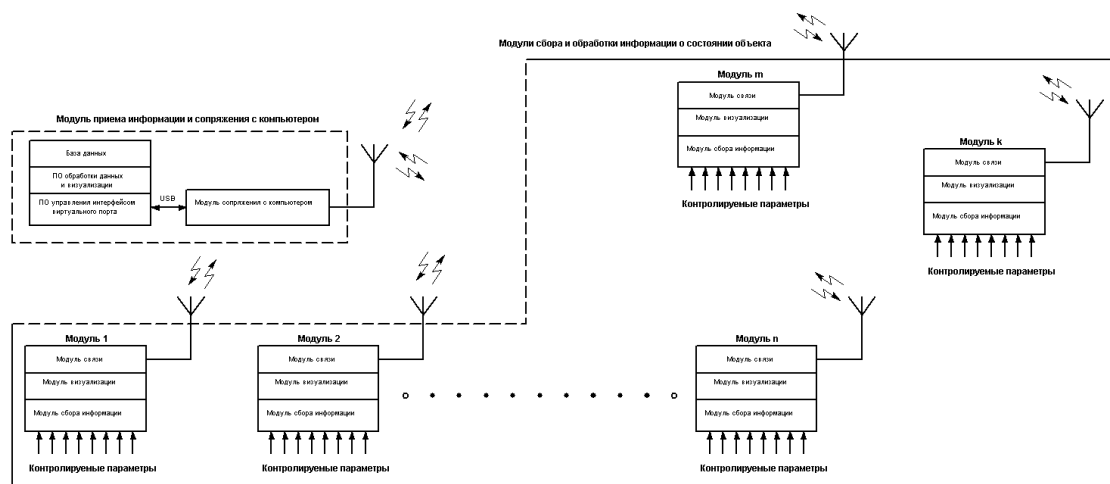 Модули сбора и обработки информации о состоянии объекта
Модуль m
Модуль связи
Модуль визуализации
Модуль сбора информации
Контролируемые параметры
Модуль k
Модуль связи
Модуль визуализации
Модуль сбора информации
Контролируемые параметры
Модуль приема информации и сопряжения с компьютером
База данных
ПО обработки данных
и визуализации
ПО управления интерфейсом
виртуального порта
USB
Модуль сопряжения с компьютером
Модуль 1
Модуль связи
Модуль визуализации
Модуль сбора информации
Контролируемые параметры
Модуль 2
Модуль связи
Модуль визуализации
Модуль сбора информации
Контролируемые параметры
Модуль n
Модуль связи
Модуль визуализации
Модуль сбора информации
Контролируемые параметры